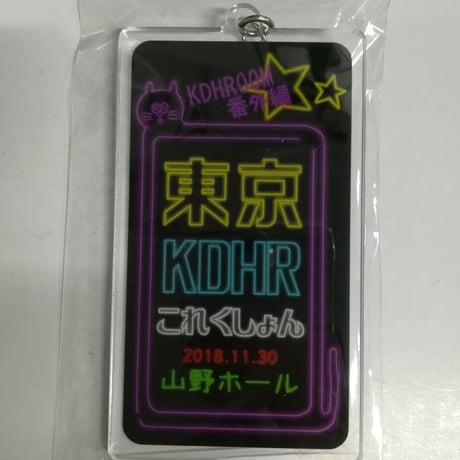 KDHROOM
番外編
東京
KDHR
これくしょん
2018.11.30
山野ホール